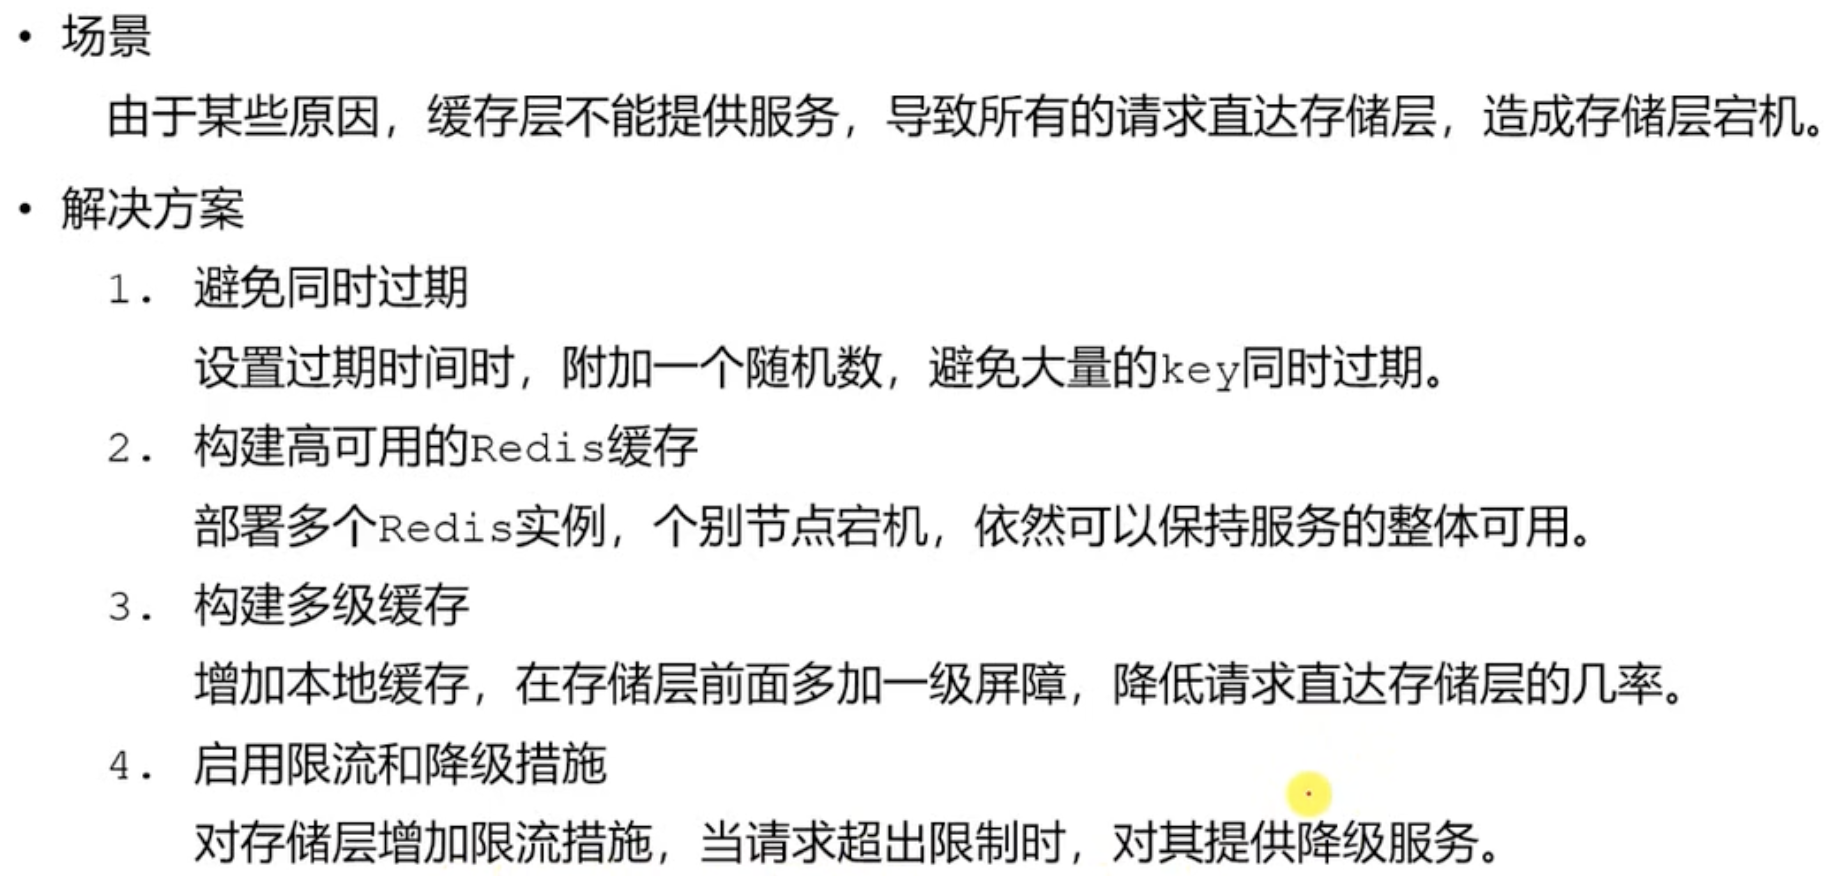 • 场景
由于某些原因，缓存层不能提供服务，导致所有的请求直达存储层，造成存储层宕机。
• 解决方案
1. 避免同时过期
设置过期时间时，附加一个随机数，避免大量的key同时过期。
2. 构建高可用的Redis缓存
部署多个Redis实例，个别节点宕机，依然可以保持服务的整体可用。
3. 构建多级缓存
增加本地缓存，在存储层前面多加一级屏障，降低请求直达存储层的几率。
4. 启用限流和降级措施
对存储层增加限流措施，当请求超出限制时，对其提供降级服务。